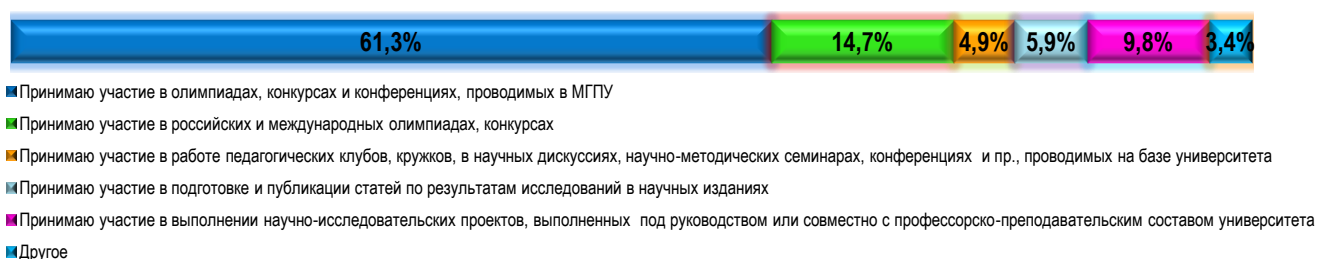 61,3% 14,7% 4,9% 5,9% 9,8% 3,4%
Принимаю участие в олимпиадах, конкурсах и конференциях, проводимых в МГПУ
Принимаю участие в российских и международных олимпиадах, конкурсах
Принимаю участие в работе педагогических клубов, кружков, в научных дискуссиях, научно-методических семинарах, конференциях и пр., проводимых на базе университета
Принимаю участие в подготовке и публикации статей по результатам исследований в научных изданиях
Принимаю участие в выполнении научно-исследовательских проектов, выполненных под руководством или совместно с профессорско-преподавательским составом университета
Другое